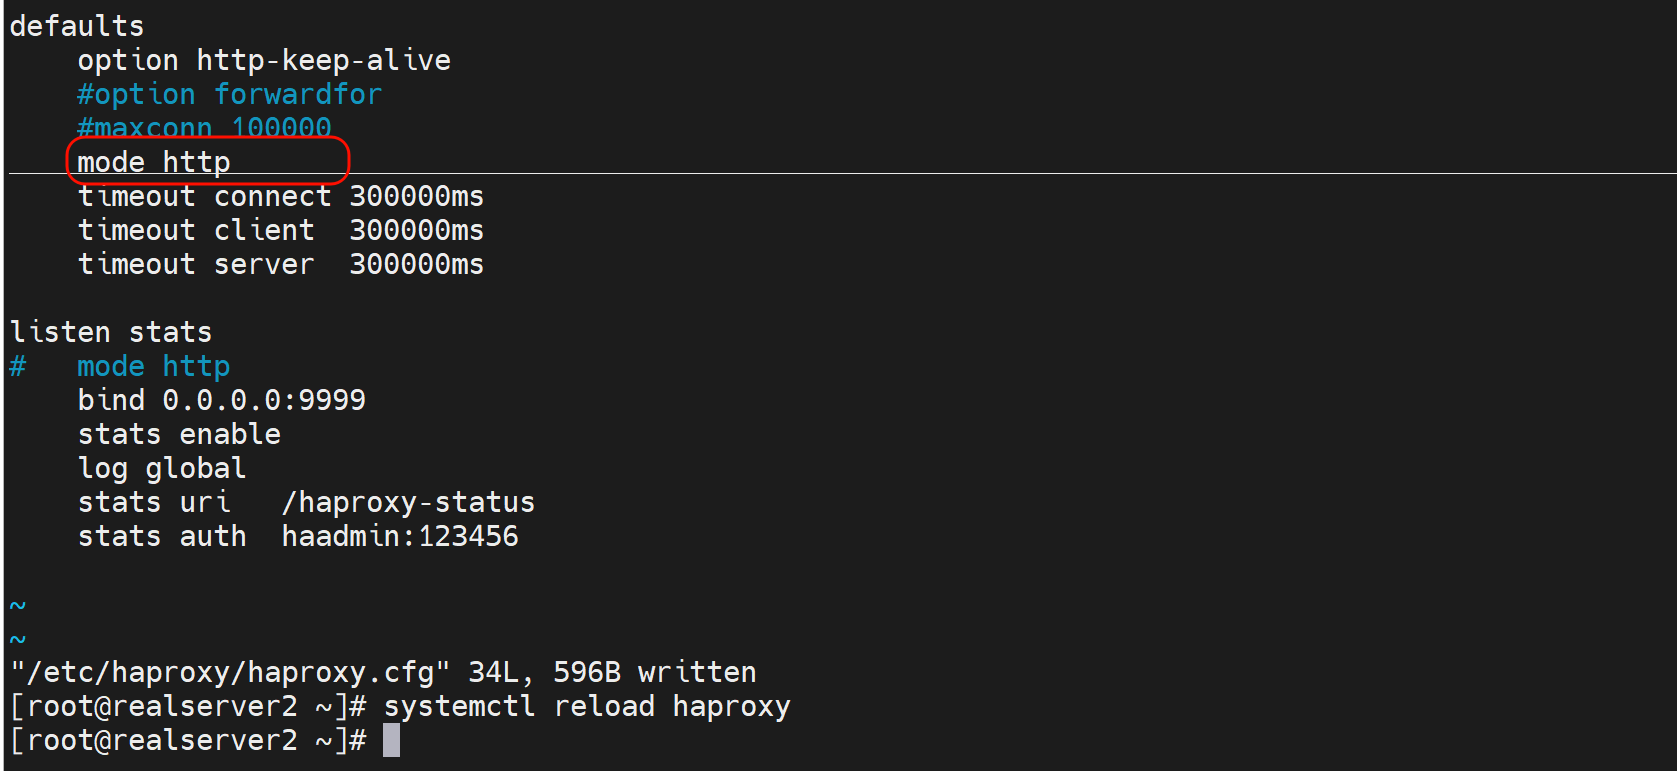 defaults
    option http-keep-alive
    #option forwardfor
    #maxconn 100000
    mode http
    timeout connect 300000ms
    timeout client  300000ms
    timeout server  300000ms
listen stats
#   mode http
    bind 0.0.0.0:9999
    stats enable
    log global
    stats uri   /haproxy-status
    stats auth  haadmin:123456
~
~
"/etc/haproxy/haproxy.cfg" 34L, 596B written
[root@realserver2 ~]# systemctl reload haproxy
[root@realserver2 ~]#